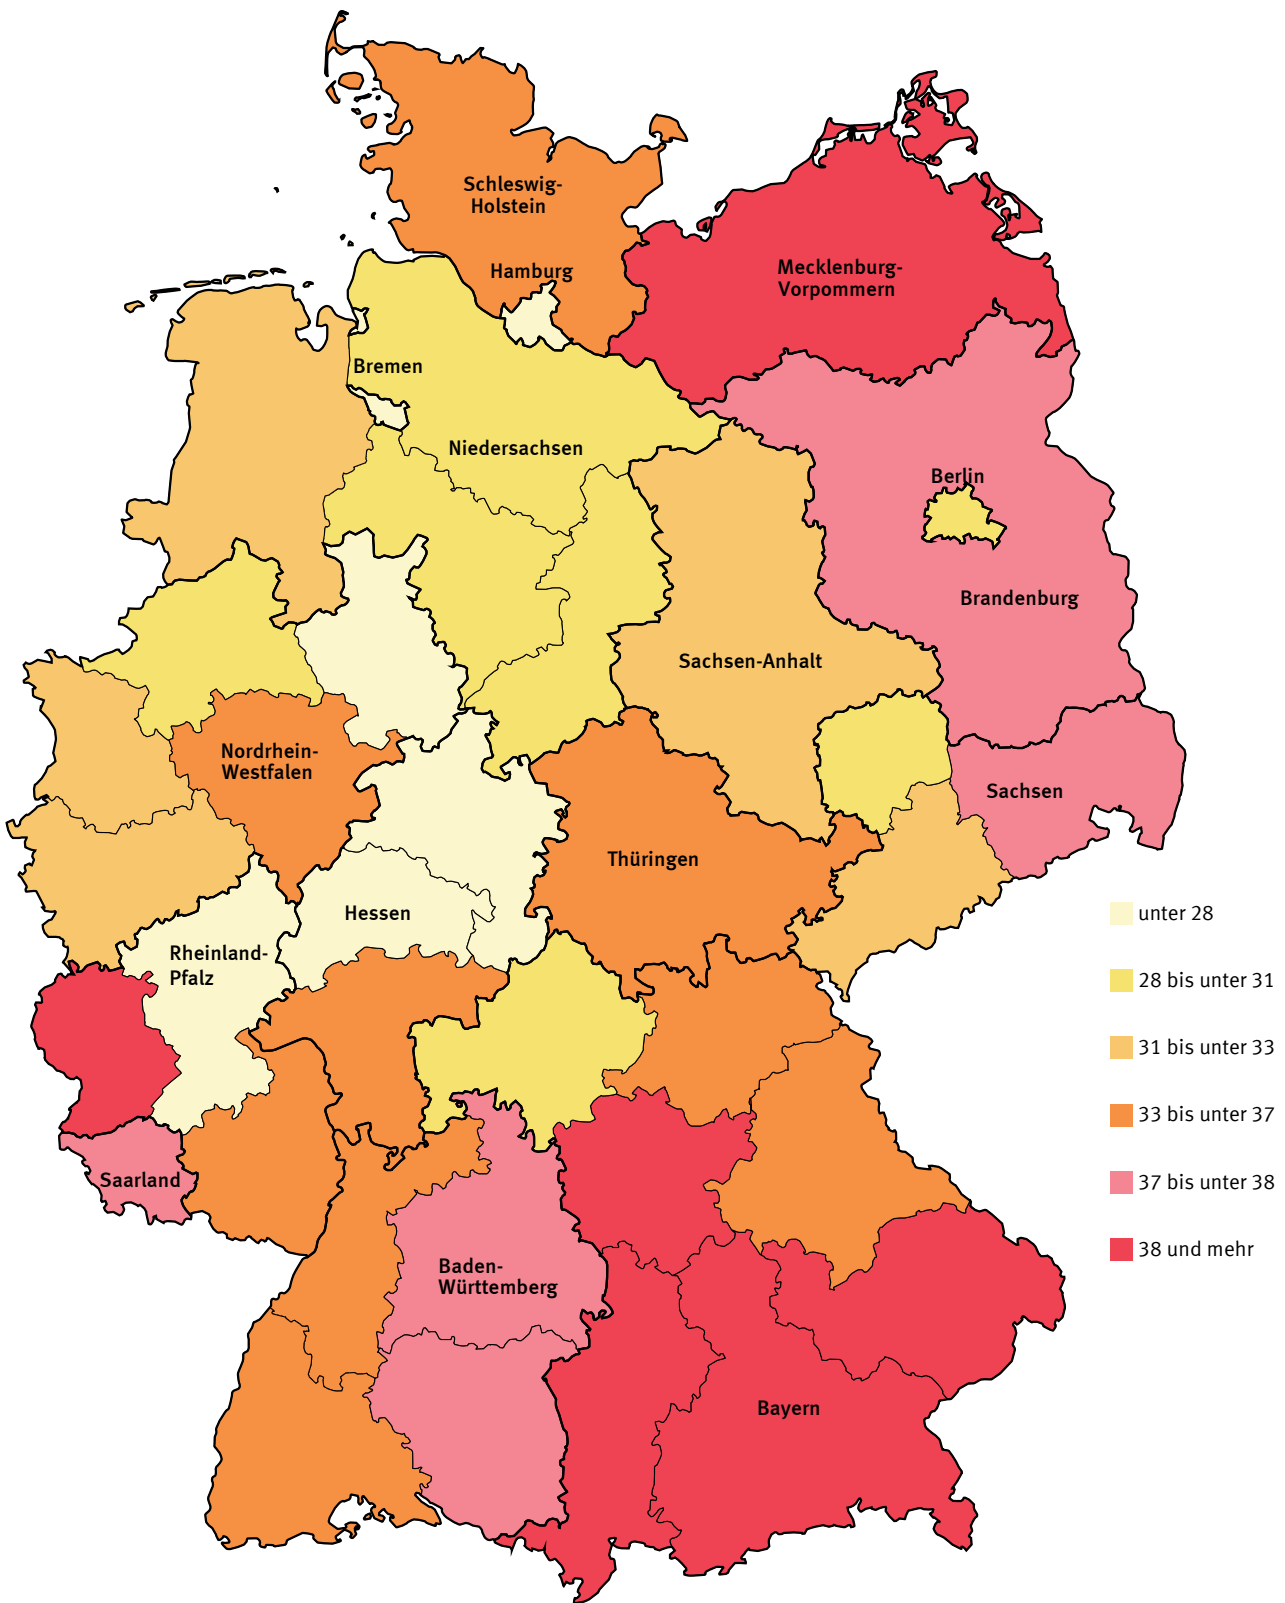 Schleswig-
Holstein
Hamburg
Mecklenburg-
Vorpommern
Bremen
Niedersachsen
Berlin
Brandenburg
Sachsen-Anhalt
Nordrhein-
Westfalen
Sachsen
Thüringen
Hessen
Rheinland-
Pfalz
Saarland
Baden-
Württemberg
Bayern
unter 28
28 bis unter 31
31 bis unter 33
33 bis unter 37
37 bis unter 38
38 und mehr